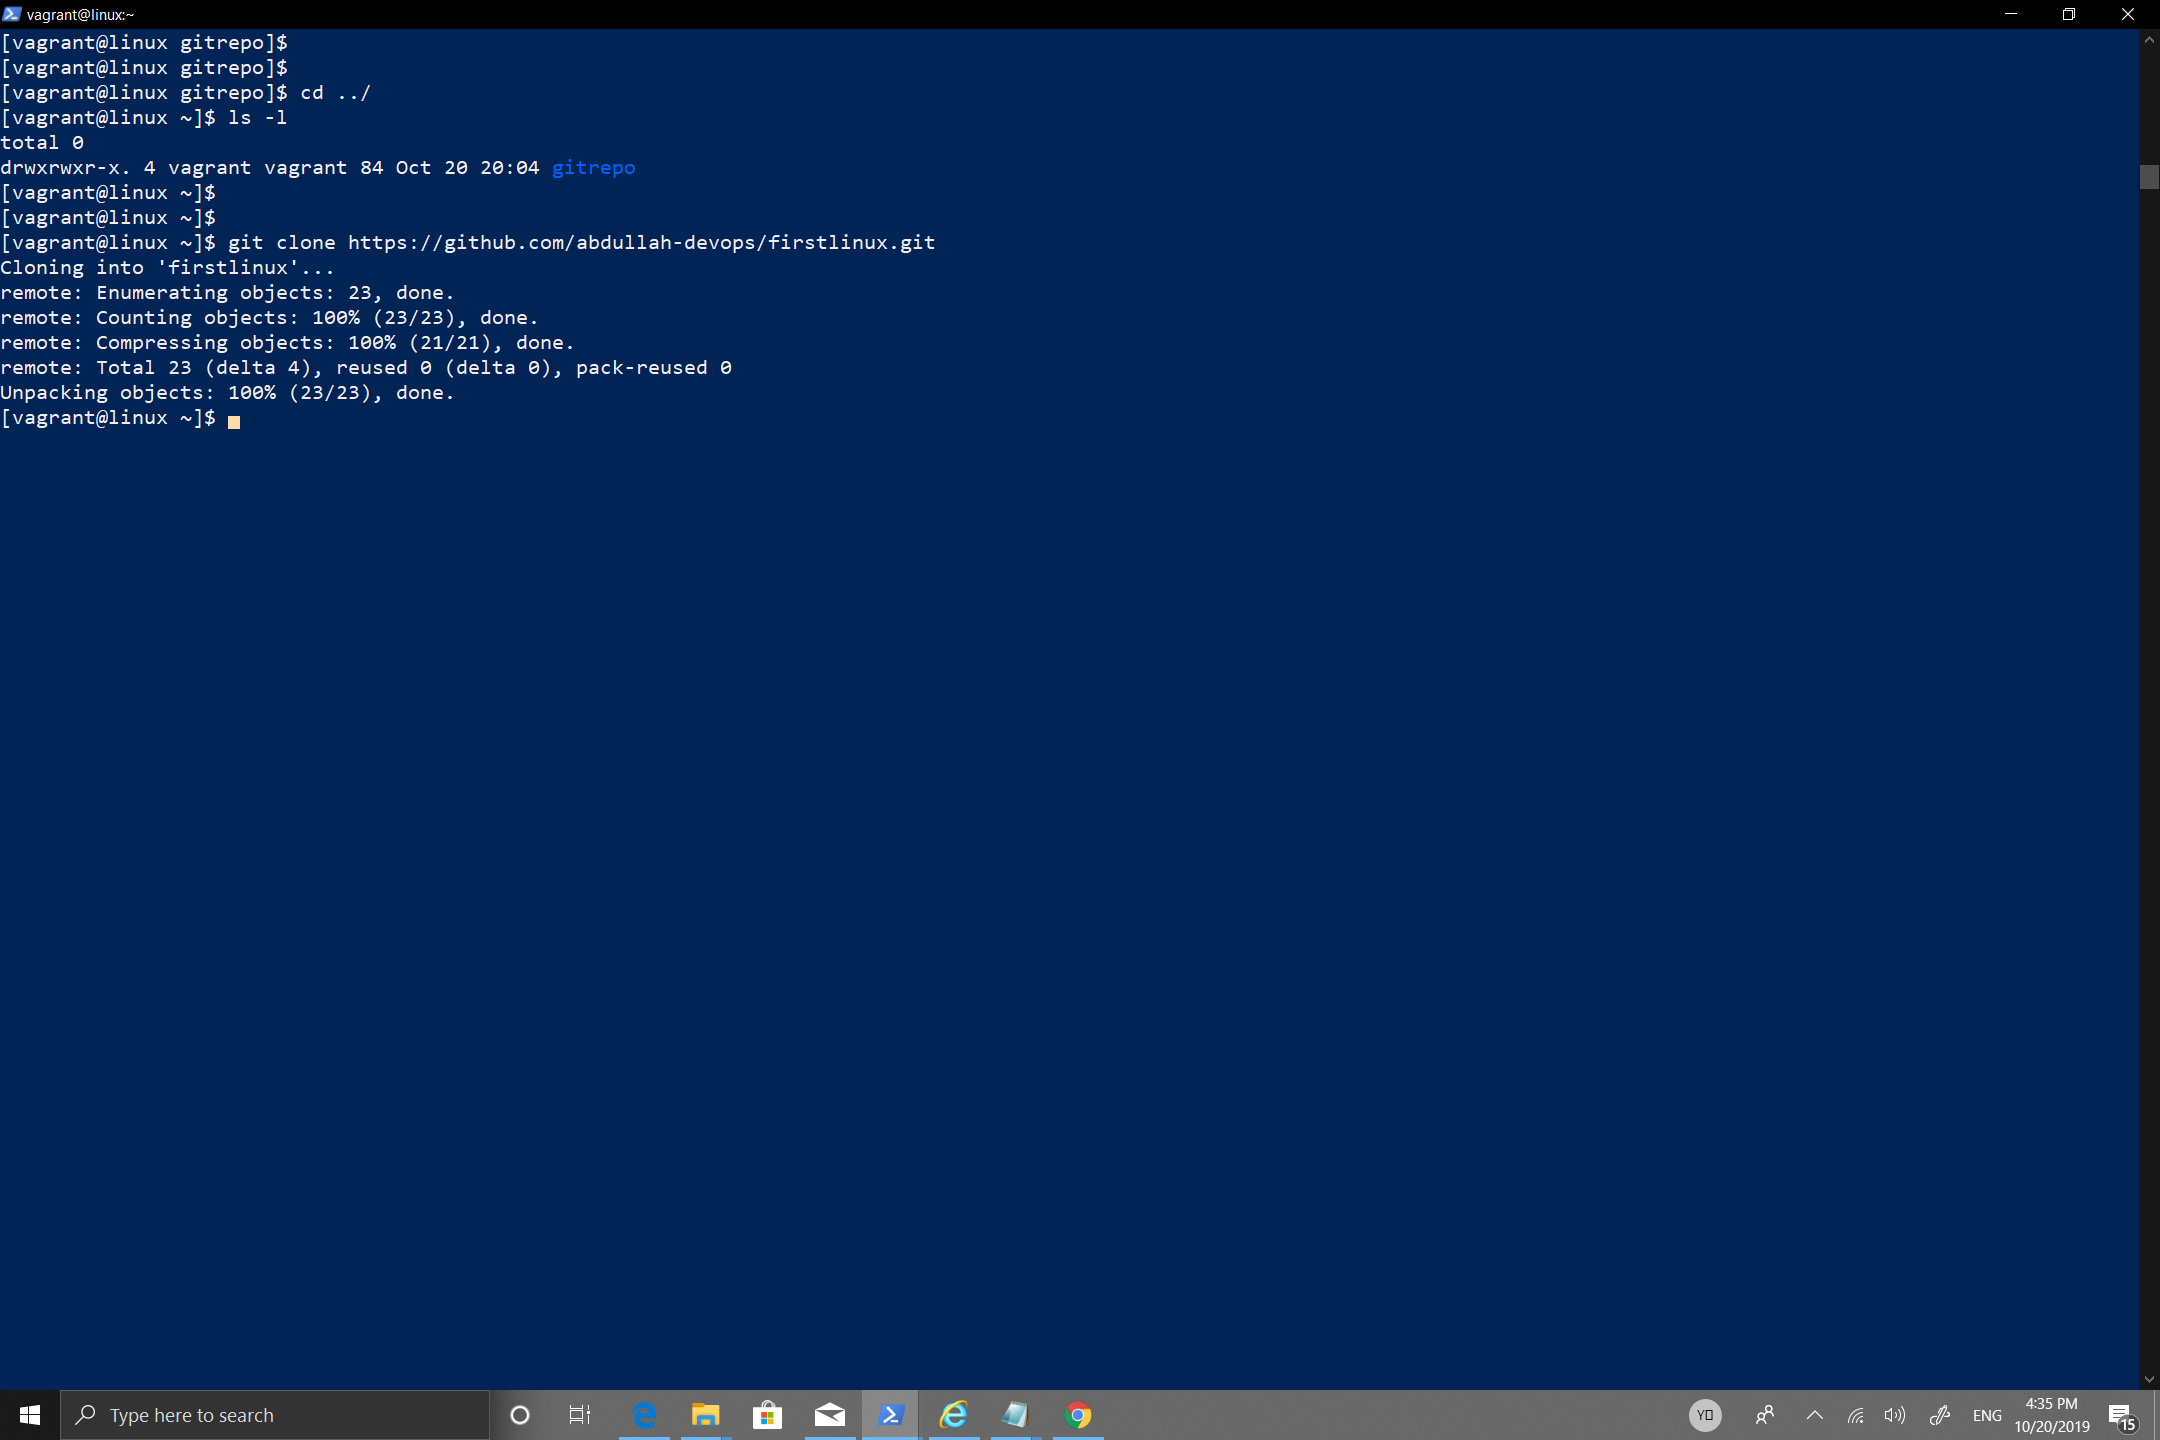 vagrant@linux:~
[vagrant@linux gitrepo]$
[vagrant@linux gitrepo]$
[vagrant@linux gitrepo]$ cd ../
[vagrant@linux ~]$ ls -l
total 0
drwxrwxr-x. 4 vagrant vagrant 84 Oct 20 20:04 gitrepo
[vagrant@linux ~]$
[vagrant@linux ~]$
[vagrant@linux ~]$ git clone https://github.com/abdullah-devops/firstlinux.git
Cloning into 'firstlinux'...
remote: Enumerating objects: 23, done.
remote: Counting objects: 100% (23/23), done.
remote: Compressing objects: 100% (21/21), done.
remote: Total 23 (delta 4), reused 0 (delta 0), pack-reused 0
Unpacking objects: 100% (23/23), done.
[vagrant@linux ~]$
Type here to search
ENG
4:35 PM
10/20/2019
15